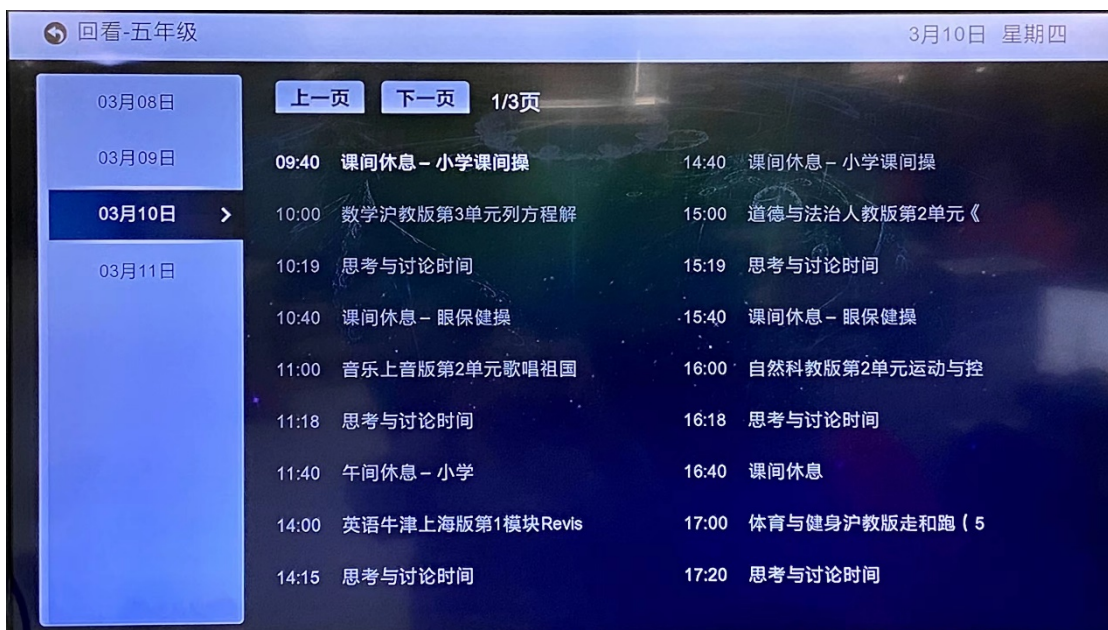 回看-五年级
3月10日 星期四
03月08日
03月09日
03月10日 >
03月11日
上一页 下一页 1/3页
09:40 课间休息 – 小学课间操
10:00 数学沪教版第3单元列方程解
10:19 思考与讨论时间
10:40 课间休息 – 眼保健操
11:00 音乐上音版第2单元歌唱祖国
11:18 思考与讨论时间
11:40 午间休息 – 小学
14:00 英语牛津上海版第1模块Revis
14:15 思考与讨论时间
14:40 课间休息 – 小学课间操
15:00 道德与法治人教版第2单元《
15:19 思考与讨论时间
15:40 课间休息 – 眼保健操
16:00 自然科教版第2单元运动与控
16:18 思考与讨论时间
16:40 课间休息
17:00 体育与健身沪教版走和跑（5
17:20 思考与讨论时间